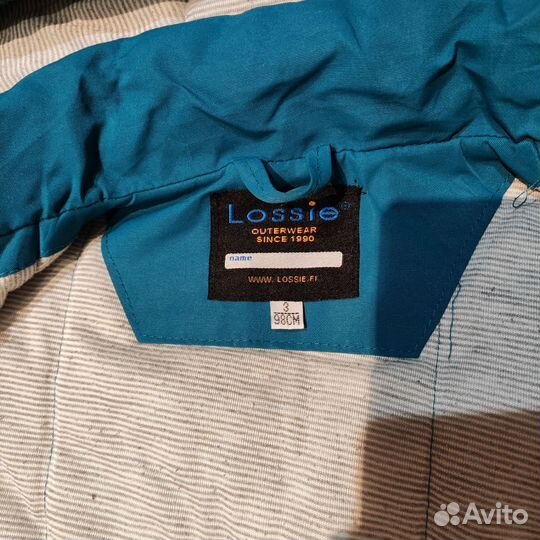 Lossie®
OUTERWEAR
SINCE 1990
name
WWW.LOSSIE.FI
3
98CM
Avito